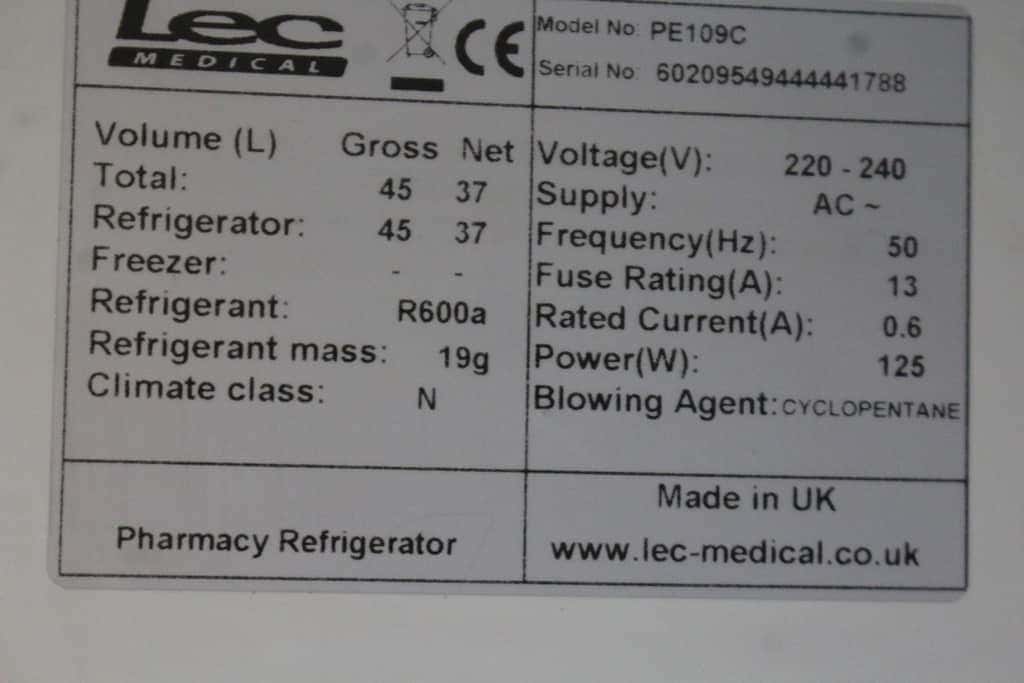 Lec
MEDICAL
CE
Model No: PE109C
Serial No: 60209549444441788
Volume (L) Gross Net
Total: 45 37
Refrigerator: 45 37
Freezer: - -
Refrigerant: R600a
Refrigerant mass: 19g
Climate class: N
Voltage(V): 220 - 240
Supply: AC ~
Frequency(Hz): 50
Fuse Rating(A): 13
Rated Current(A): 0.6
Power(W): 125
Blowing Agent: CYCLOPENTANE
Pharmacy Refrigerator
Made in UK
www.lec-medical.co.uk